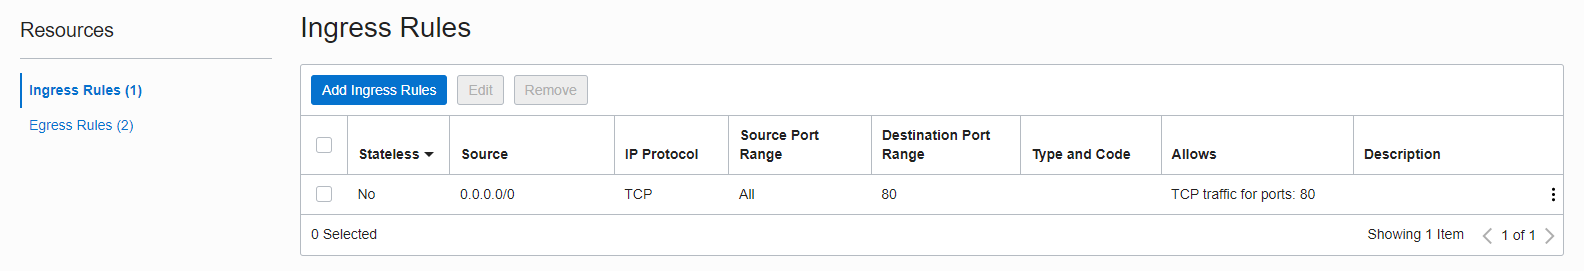 Resources
Ingress Rules (1)
Egress Rules (2)
Ingress Rules
Add Ingress Rules Edit Remove
Stateless Source IP Protocol Source Port Range Destination Port Range Type and Code Allows Description
No 0.0.0.0/0 TCP All 80 TCP traffic for ports: 80
0 Selected Showing 1 Item 1 of 1